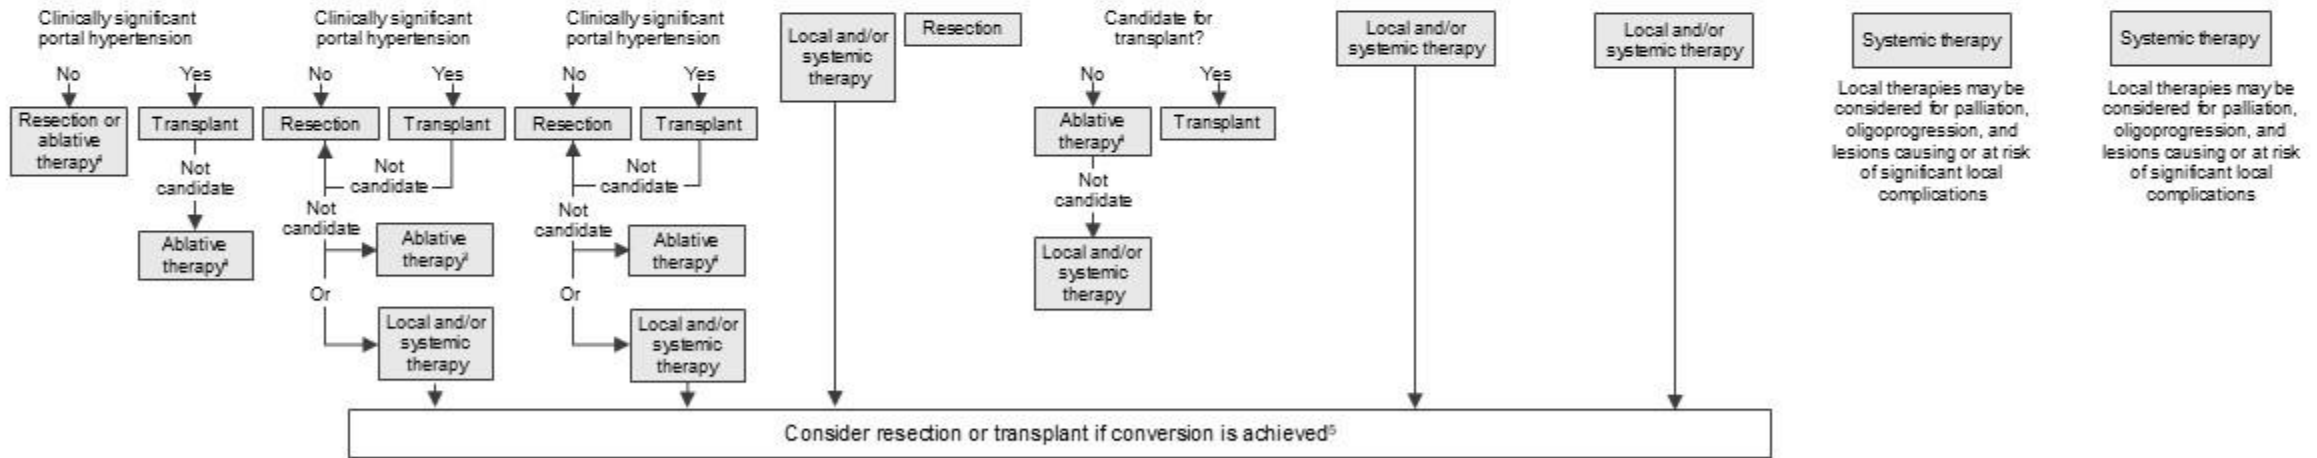 Clinically significant
portal hypertension
No
Yes
Resection or
ablative
therapy⁴
Transplant
Not
candidate
Ablative
therapy⁴
Clinically significant
portal hypertension
No
Yes
Resection
Transplant
Not
candidate
Not
candidate
Ablative
therapy
Or
Local and/or
systemic
therapy
Clinically significant
portal hypertension
No
Yes
Resection
Transplant
Not
candidate
Not
candidate
Ablative
therapy⁴
Or
Local and/or
systemic
therapy
Local and/or
systemic
therapy
Resection
Candidate for
transplant?
No
Yes
Ablative
therapy⁴
Transplant
Not
candidate
Local and/or
systemic
therapy
Local and/or
systemic therapy
Local and/or
systemic therapy
Systemic therapy
Local therapies may be
considered for palliation,
oligoprogression, and
lesions causing or at risk
of significant local
complications
Systemic therapy
Local therapies may be
considered for palliation,
oligoprogression, and
lesions causing or at risk
of significant local
complications
Consider resection or transplant if conversion is achieved⁵